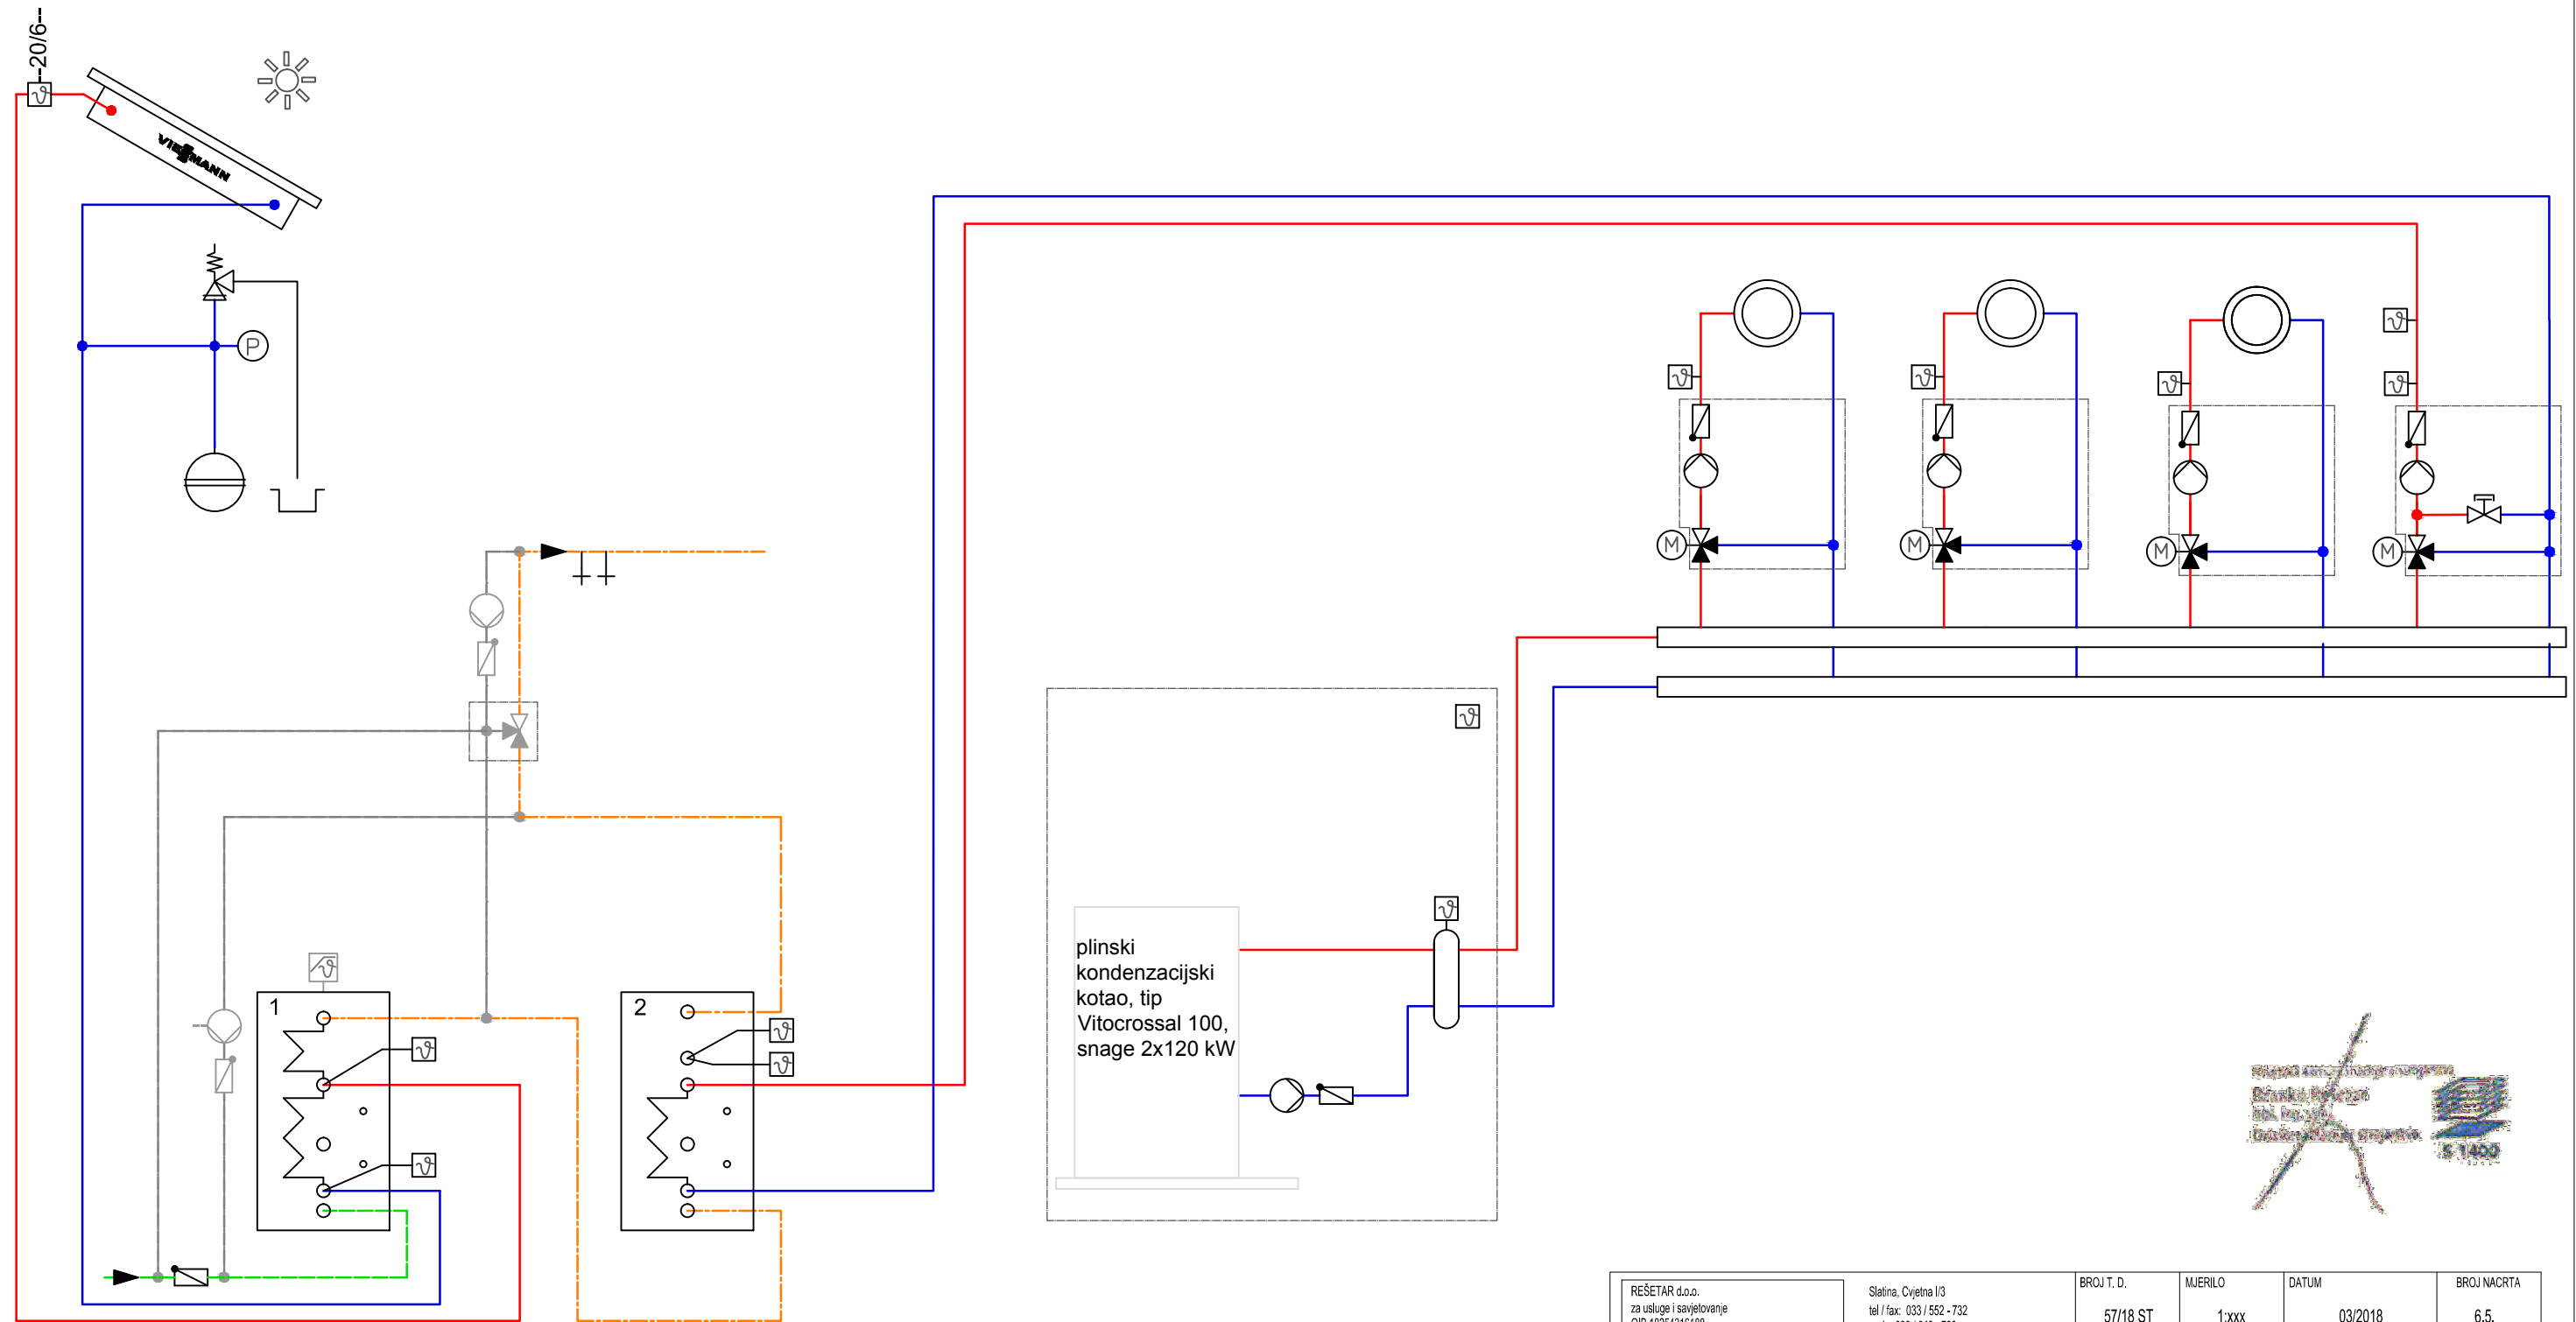 --20/6--
VIESMANN
P
M
M
M
M
1
2
plinski
kondenzacijski
kotao, tip
Vitocrossal 100,
snage 2x120 kW
REŠETAR d.o.o.
za usluge i savjetovanje
Slatina, Cvjetna I/3
tel / fax: 033 / 552 - 732
BROJ T. D.
57/18 ST
MJERILO
1:xxx
DATUM
03/2018
BROJ NACRTA
6.5.